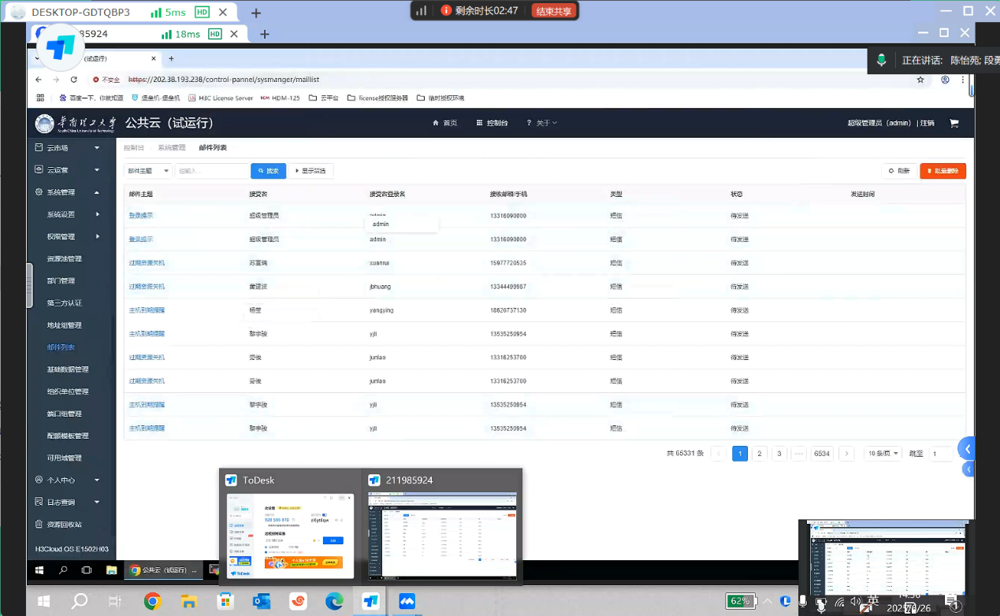 DESKTOP-GDTQBP3 5ms HD
剩余时长02:47 结束共享
85924 18ms HD
(试运行)
正在讲话: 陈怡苑; 段勇
不安全 https://202.38.193.238/control-pannel/sysmanger/maillist
百度一下，你就知道 堡垒机-堡垒机 H3C License Server HDM HDM-125 云平台 license授权服务器 临时授权环境
华南理工大学 South China University of Technology 公共云（试运行） 首页 控制台 ? 关于 超级管理员（admin） | 注销
云市场
云运营
系统管理
系统设置
权限管理
资源池管理
部门管理
第三方认证
地址组管理
邮件列表
基础数据管理
组织单位管理
端口组管理
配额模板管理
可用域管理
个人中心
日志查询
资源回收站
H3Cloud OS E1502H03
控制台 系统管理 邮件列表
邮件主题 请输入... 搜索 显示筛选 刷新 批量删除
邮件主题 接受者 接受者登录名 接收邮箱/手机 类型 状态 发送时间
登录提示 超级管理员 admin 13316090000 短信 待发送
admin
登录提示 超级管理员 admin 13316090000 短信 待发送
过期资源关机 苏萱瑞 xuanrui 15977720535 短信 待发送
过期资源关机 黄建波 jbhuang 13344499987 短信 待发送
主机到期提醒 杨莹 yangying 18620737130 短信 待发送
主机到期提醒 黎宇骏 yjli 13535250954 短信 待发送
过期资源关机 劳俊 junlao 13316253700 短信 待发送
过期资源关机 劳俊 junlao 13316253700 短信 待发送
主机到期提醒 黎宇骏 yjli 13535250954 短信 待发送
主机到期提醒 黎宇骏 yjli 13535250954 短信 待发送
共 65331 条 1 2 3 ··· 6534 10 条/页 跳至 1
ToDesk 211985924
ToDesk
公共云（试运行） ...
62% 英